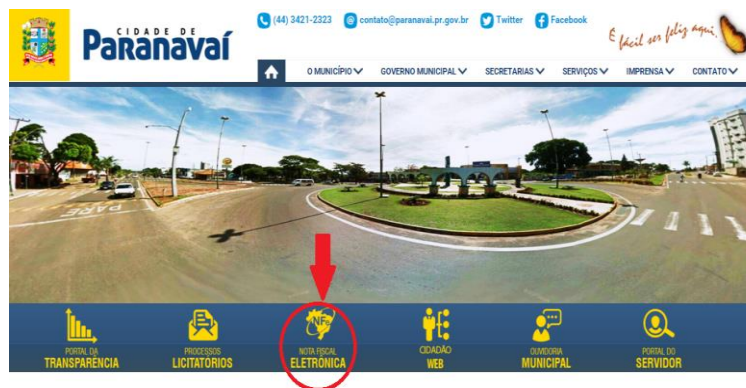 CIDADE DE
Paranavaí
(44) 3421-2323 contato@paranavai.pr.gov.br Twitter Facebook
É fácil ser feliz aqui.
O MUNICÍPIO GOVERNO MUNICIPAL SECRETARIAS SERVIÇOS IMPRENSA CONTATO
PARE
NFe
PORTAL DA
TRANSPARÊNCIA
PROCESSOS
LICITATÓRIOS
NOTA FISCAL
ELETRÔNICA
CIDADÃO
WEB
OUVIDORIA
MUNICIPAL
PORTAL DO
SERVIDOR